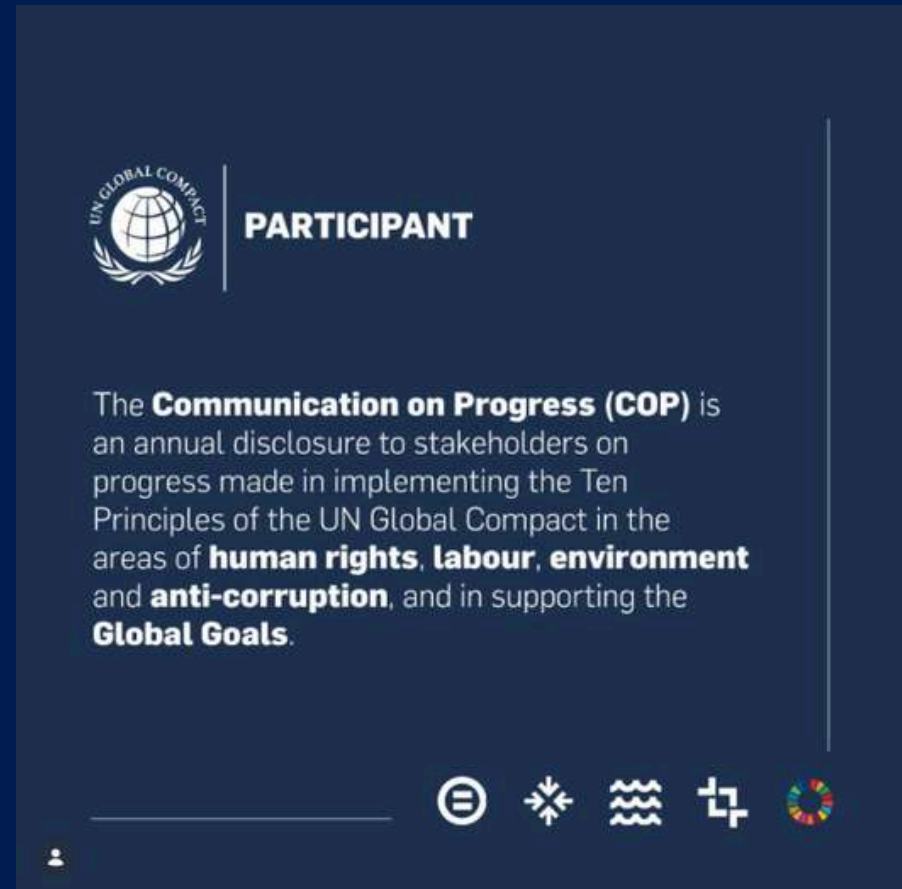 UN GLOBAL COMPACT
PARTICIPANT
The Communication on Progress (COP) is
an annual disclosure to stakeholders on
progress made in implementing the Ten
Principles of the UN Global Compact in the
areas of human rights, labour, environment
and anti-corruption, and in supporting the
Global Goals.